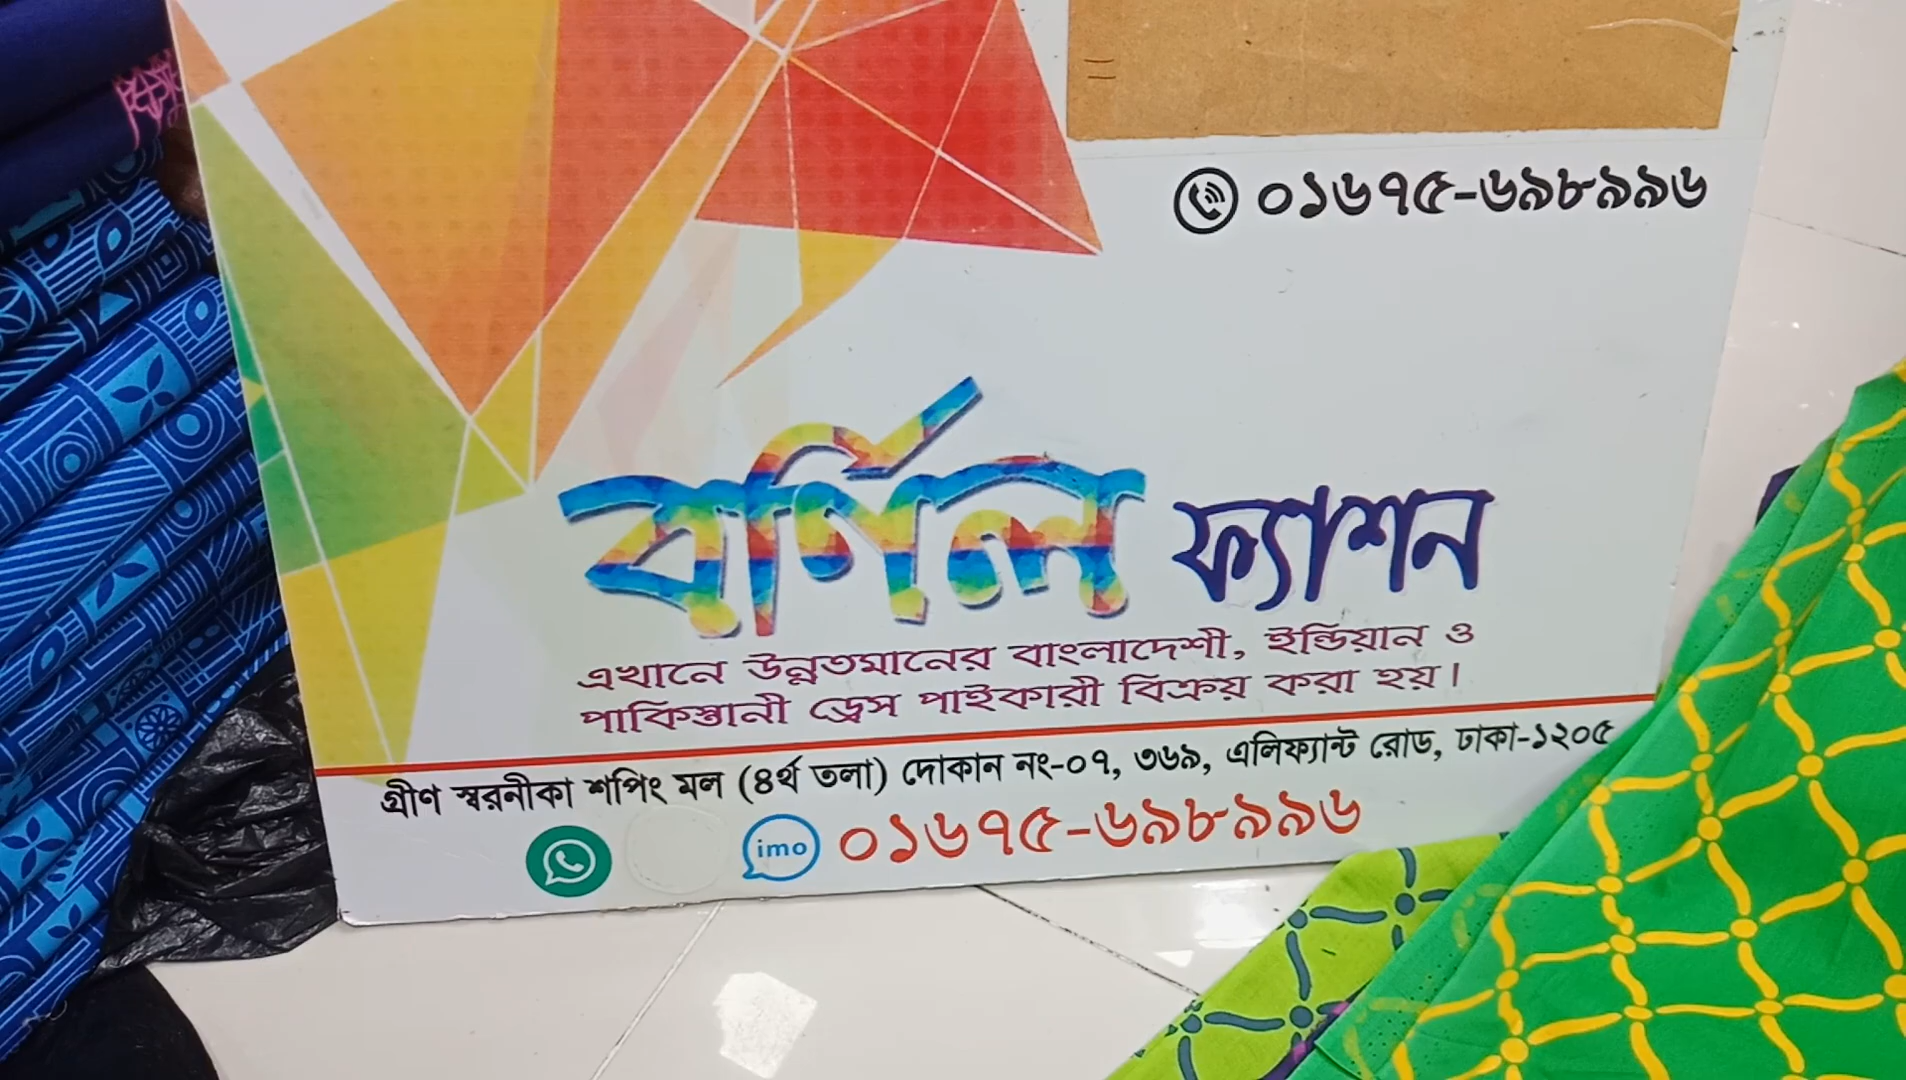 ০১৬৭৫-৬৯৮৯৯৬
বর্ণিল ফ্যাশন
এখানে উন্নতমানের বাংলাদেশী, ইন্ডিয়ান ও
পাকিস্তানী ড্রেস পাইকারী বিক্রয় করা হয়।
গ্রীণ স্বরনীকা শপিং মল (৪র্থ তলা) দোকান নং-০৭, ৩৬৯, এলিফ্যান্ট রোড, ঢাকা-১২০৫
imo ০১৬৭৫-৬৯৮৯৯৬